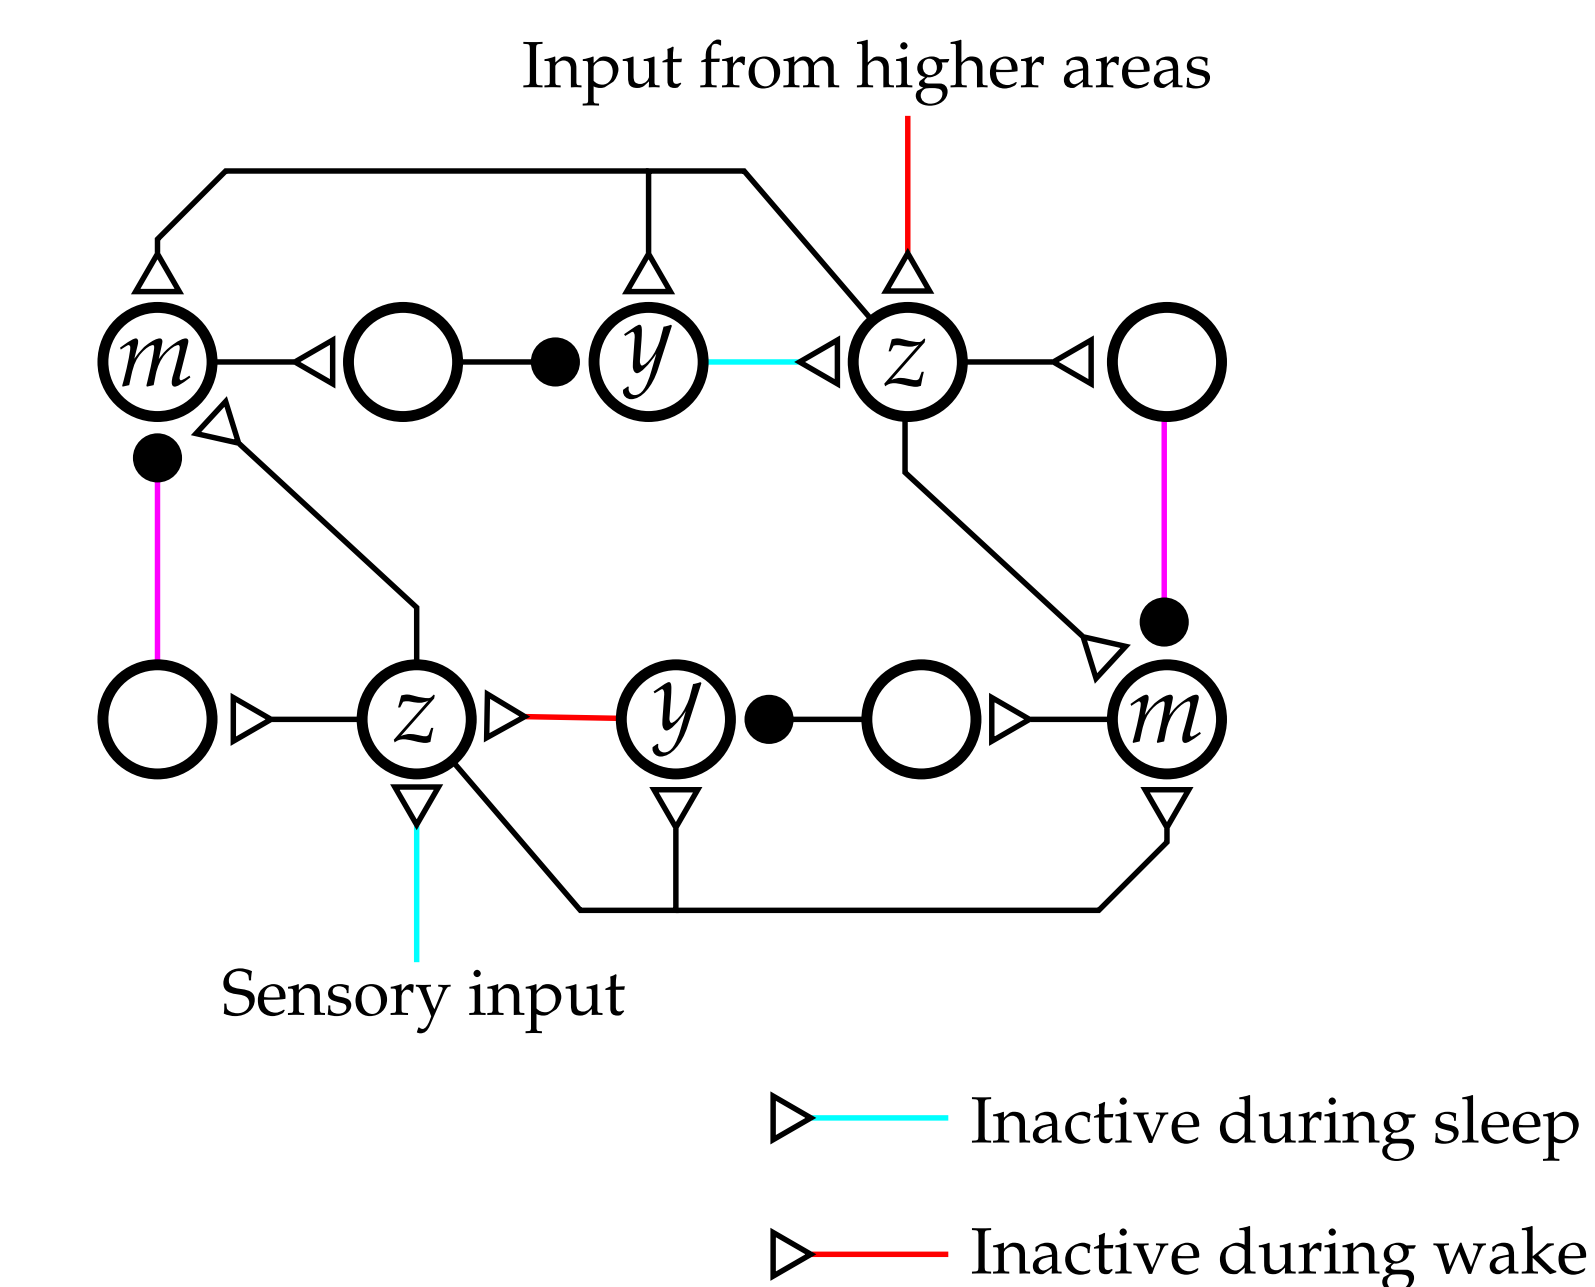 Input from higher areas
m y z
z y m
Sensory input
Inactive during sleep
Inactive during wake